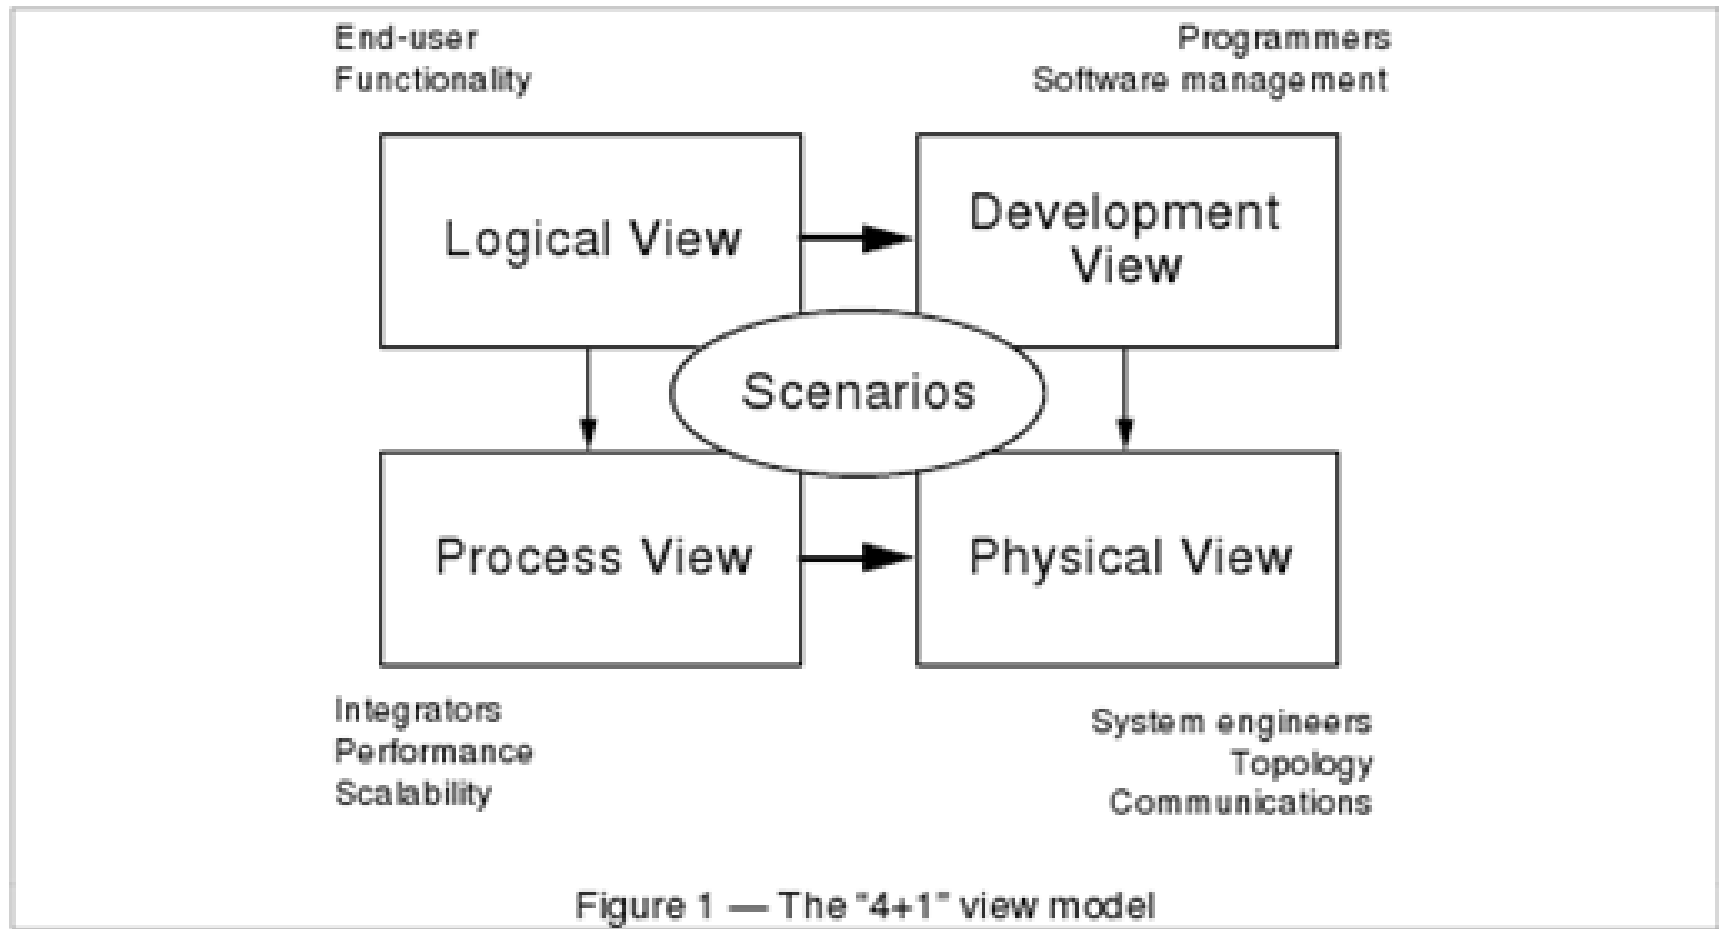 End-user
Functionality
Programmers
Software management
Logical View
Development
View
Scenarios
Process View
Physical View
Integrators
Performance
Scalability
System engineers
Topology
Communications
Figure 1 — The "4+1" view model